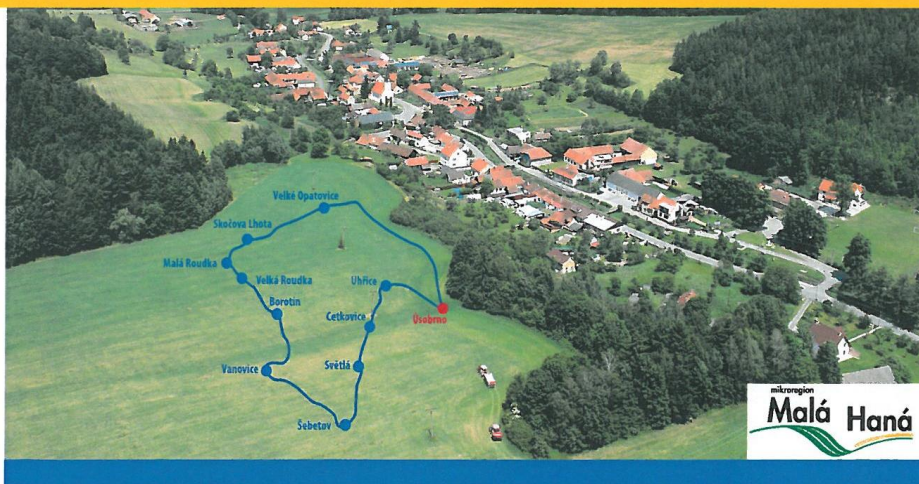 Velké Opatovice
Skočova Lhota
Malá Roudka
Velká Roudka
Uhřice
Borotín
Úsobrno
Cetkovice
Vanovice
Světlá
Šebetov
mikroregion
Malá Haná